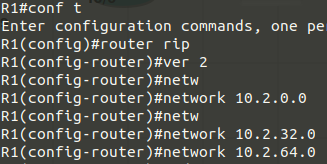 R1#conf t
Enter configuration commands, one pe
R1(config)#router rip
R1(config-router)#ver 2
R1(config-router)#netw
R1(config-router)#network 10.2.0.0
R1(config-router)#netw
R1(config-router)#network 10.2.32.0
R1(config-router)#network 10.2.64.0